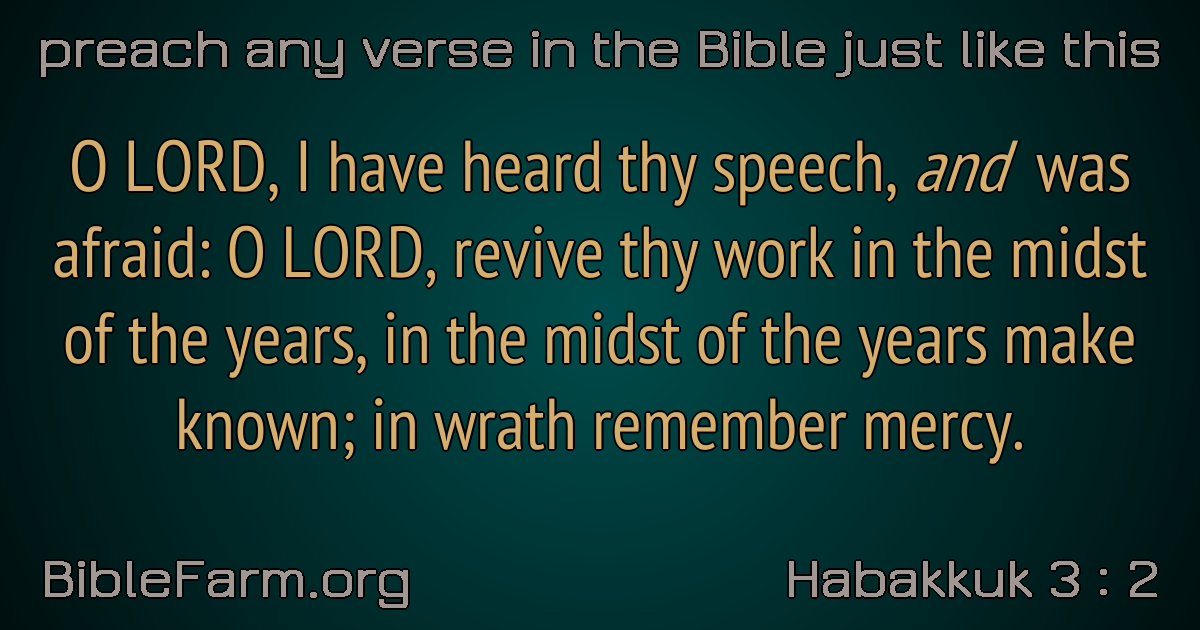 preach any verse in the Bible just like this
O LORD, I have heard thy speech, and was
afraid: O LORD, revive thy work in the midst
of the years, in the midst of the years make
known; in wrath remember mercy.
BibleFarm.org
Habakkuk 3 : 2